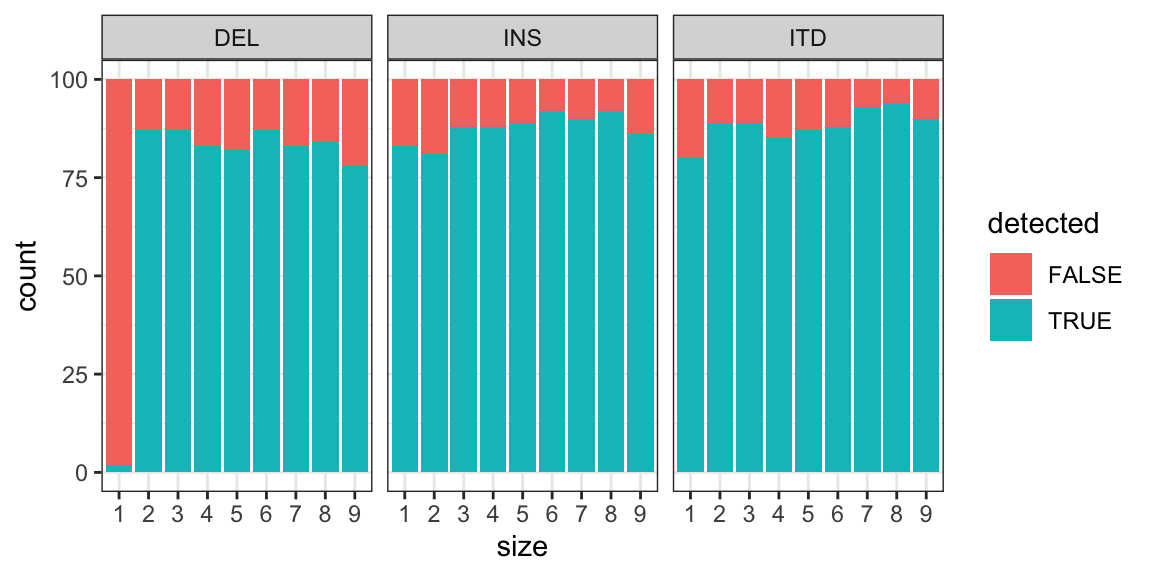 DEL INS ITD
100
75
50
25
0
count
1 2 3 4 5 6 7 8 9 1 2 3 4 5 6 7 8 9 1 2 3 4 5 6 7 8 9
size
detected
FALSE
TRUE